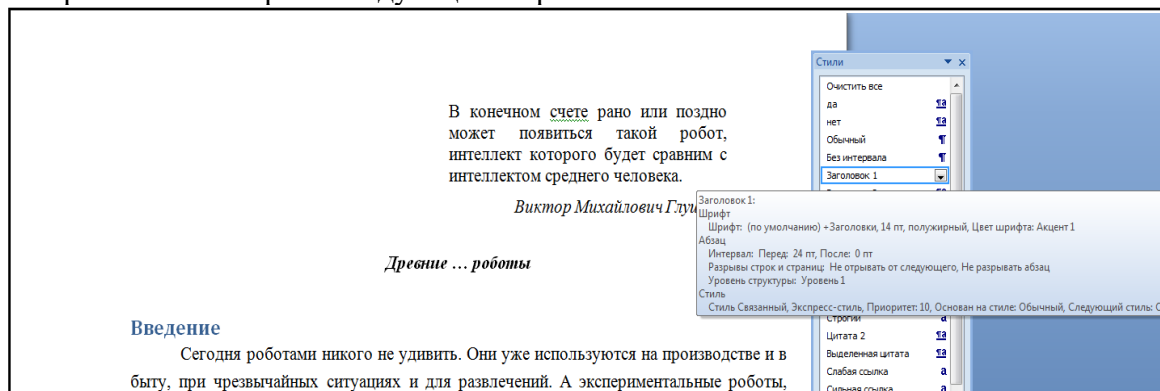 В конечном счете рано или поздно
может появиться такой робот,
интеллект которого будет сравним с
интеллектом среднего человека.
Виктор Михайлович
Древние … роботы
Введение
Сегодня роботами никого не удивить. Они уже используются на производстве и в
быту, при чрезвычайных ситуациях и для развлечений. А экспериментальные роботы,
Стили
Очистить все
да
нет
Обычный
Без интервала
Заголовок 1
Заголовок 1:
Шрифт
Шрифт: (по умолчанию) +Заголовки, 14 пт, полужирный, Цвет шрифта: Акцент 1
Абзац
Интервал: Перед: 24 пт, После: 0 пт
Разрывы строк и страниц: Не отрывать от следующего, Не разрывать абзац
Уровень структуры: Уровень 1
Стиль
Стиль Связанный, Экспресс-стиль, Приоритет: 10, Основан на стиле: Обычный, Следующий стиль:
Строгий
Цитата 2
Выделенная цитата
Слабая ссылка
Сильная ссылка